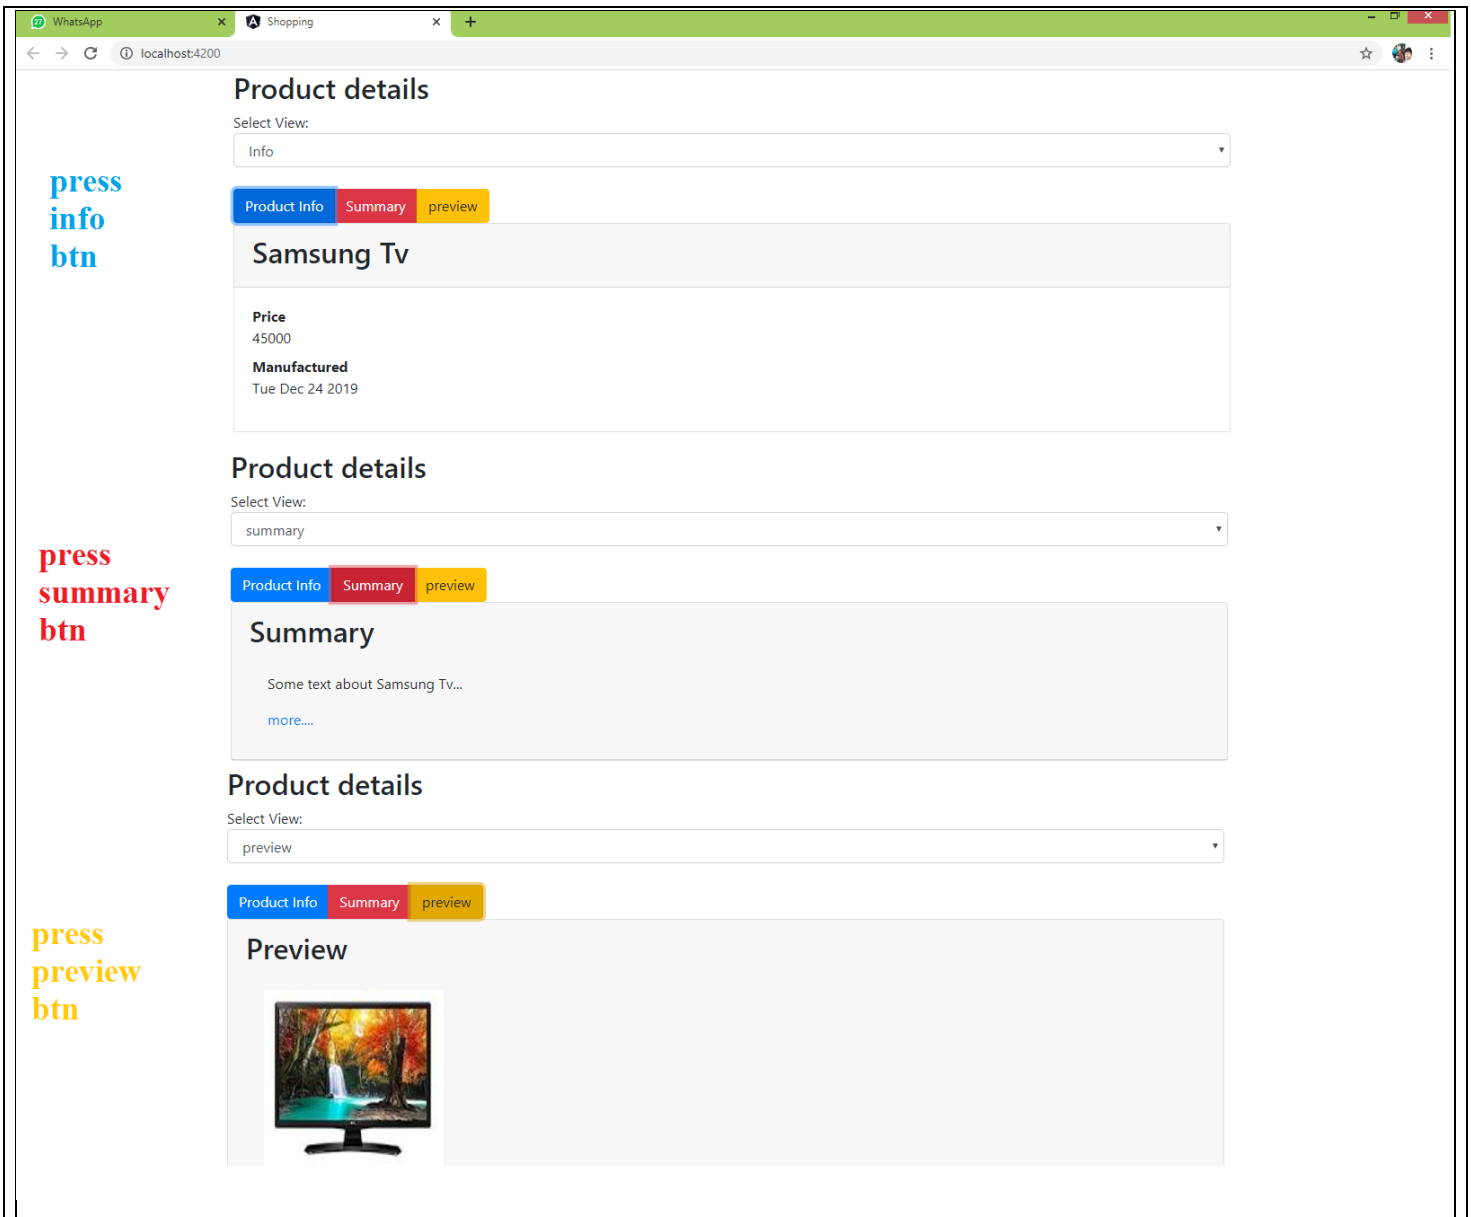 27 WhatsApp
Shopping
localhost:4200
Product details
Select View:
Info
press
info
btn
Product Info Summary preview
Samsung Tv
Price
45000
Manufactured
Tue Dec 24 2019
Product details
Select View:
summary
press
summary
btn
Product Info Summary preview
Summary
Some text about Samsung Tv...
more....
Product details
Select View:
preview
Product Info Summary preview
press
preview
btn
Preview